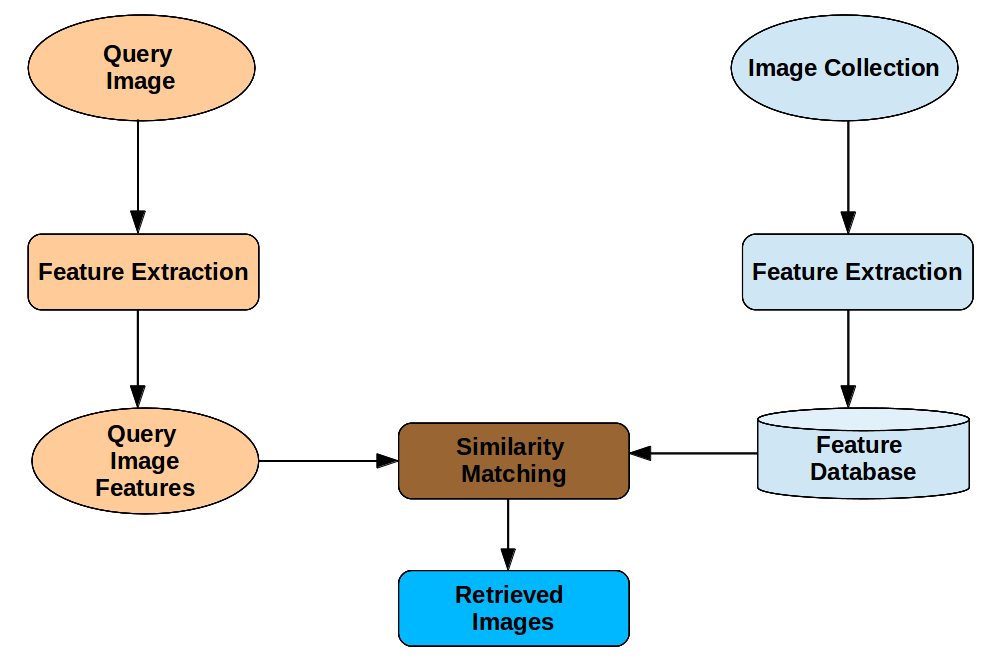 Query
Image
Image Collection
Feature Extraction
Feature Extraction
Query
Image
Features
Similarity
Matching
Feature
Database
Retrieved
Images